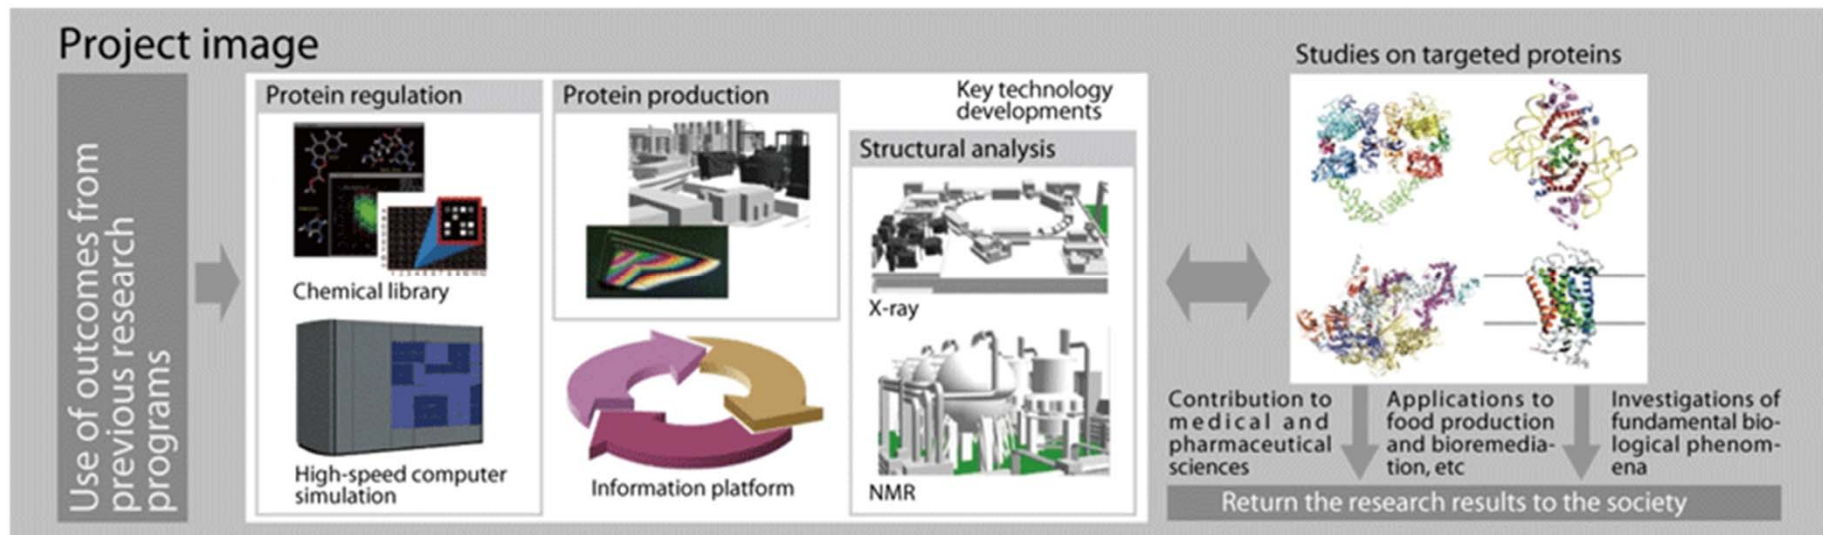 Project image
Use of outcomes from
previous research
programs
Protein regulation
Chemical library
High-speed computer
simulation
Protein production
Information platform
Key technology
developments
Structural analysis
X-ray
NMR
Studies on targeted proteins
Contribution to
medical and
pharmaceutical
sciences
Applications to
food production
and bioremedia-
tion, etc
Investigations of
fundamental bio-
logical phenom-
ena
Return the research results to the society